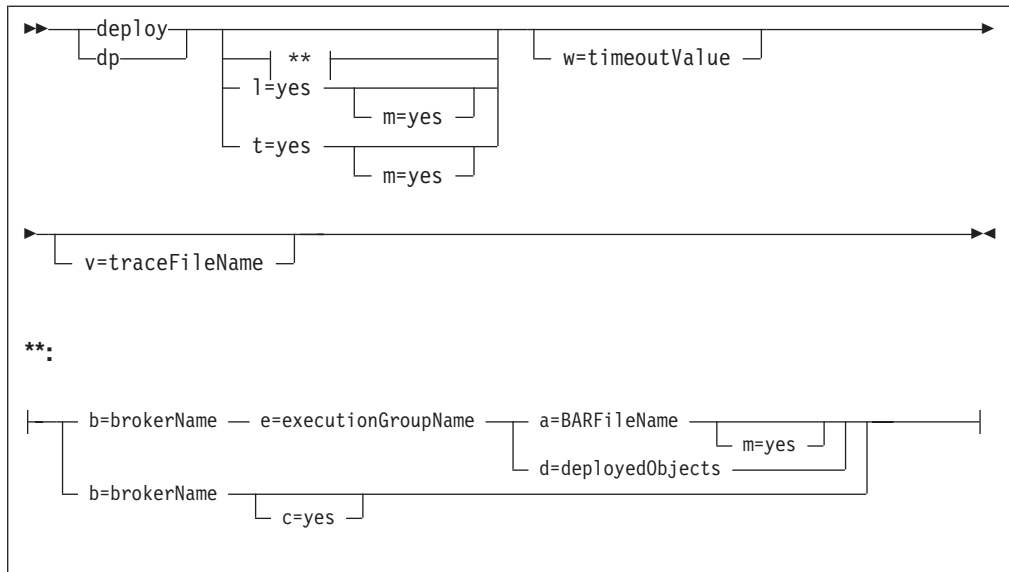 deploy
dp
**
l=yes
m=yes
t=yes
m=yes
w=timeoutValue
v=traceFileName
**:
b=brokerName e=executionGroupName a=BARFileName
m=yes
d=deployedObjects
b=brokerName
c=yes